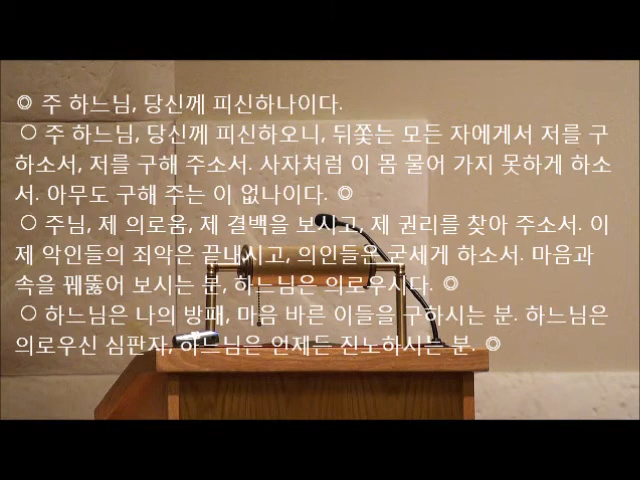 ◎ 주 하느님, 당신께 피신하나이다.
○ 주 하느님, 당신께 피신하오니, 뒤쫓는 모든 자에게서 저를 구
하소서, 저를 구해 주소서. 사자처럼 이 몸 물어 가지 못하게 하소
서. 아무도 구해 주는 이 없나이다. ◎
○ 주님, 제 의로움, 제 결백을 보시고, 제 권리를 찾아 주소서. 이
제 악인들의 죄악은 끝내시고, 의인들은 굳세게 하소서. 마음과
속을 꿰뚫어 보시는 분, 하느님은 의로우시다. ◎
○ 하느님은 나의 방패, 마음 바른 이들을 구하시는 분. 하느님은
의로우신 심판자, 하느님은 언제든 진노하시는 분. ◎